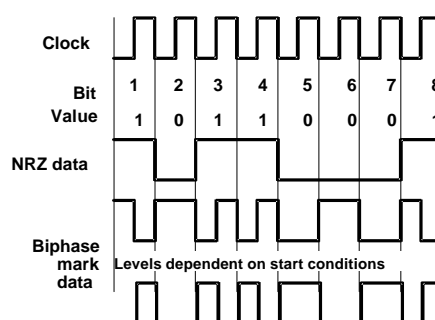 Clock
Bit 1 2 3 4 5 6 7 8
Value 1 0 1 1 0 0 0
NRZ data
Biphase
mark
data
Levels dependent on start conditions